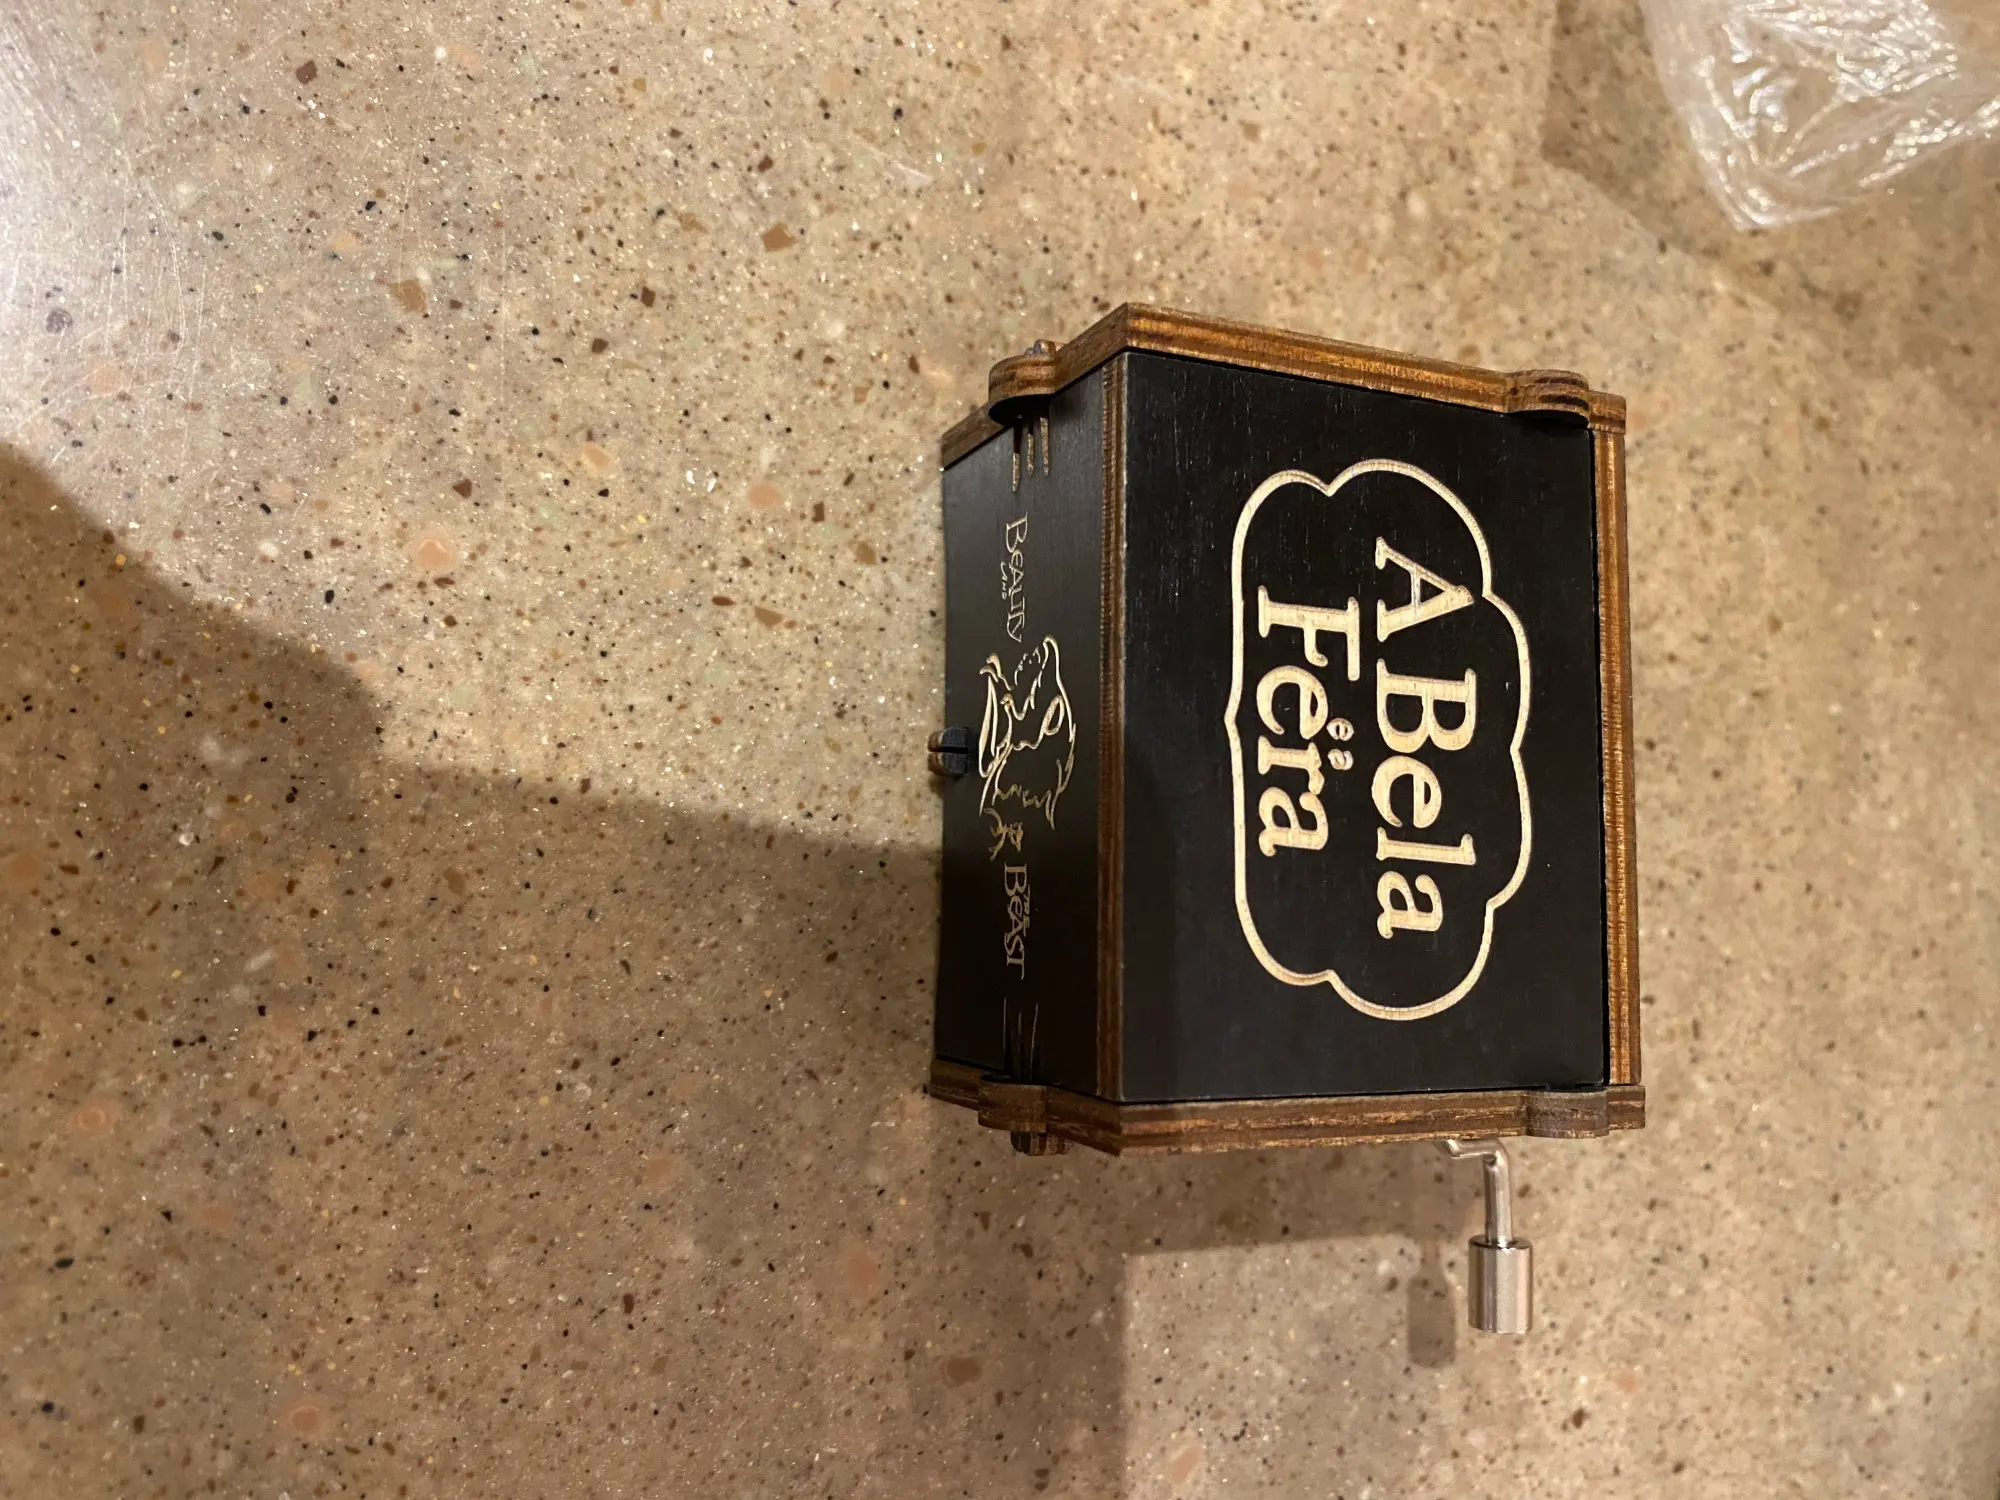 A Bela
e a
Fera
BEAUTY
AND
THE
BEAST